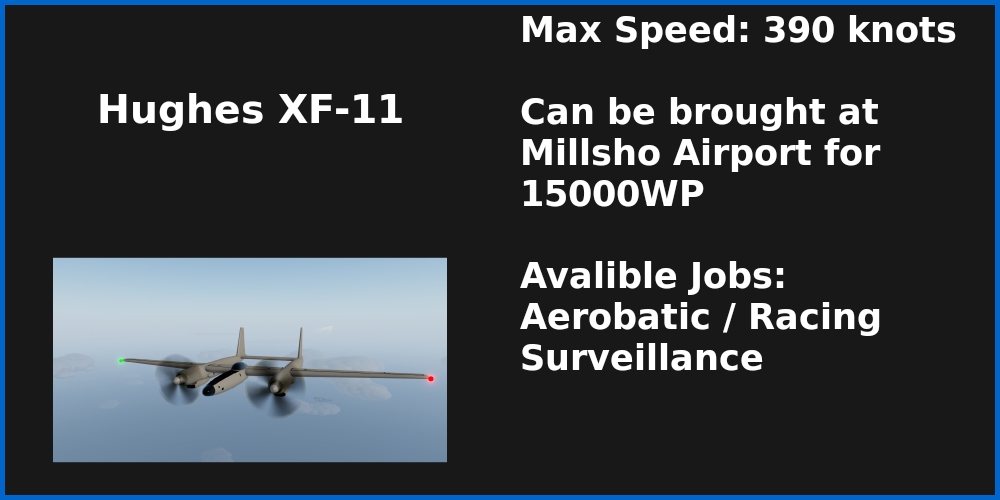 Hughes XF-11
Max Speed: 390 knots
Can be brought at
Millsho Airport for
15000WP
Avalible Jobs:
Aerobatic / Racing
Surveillance